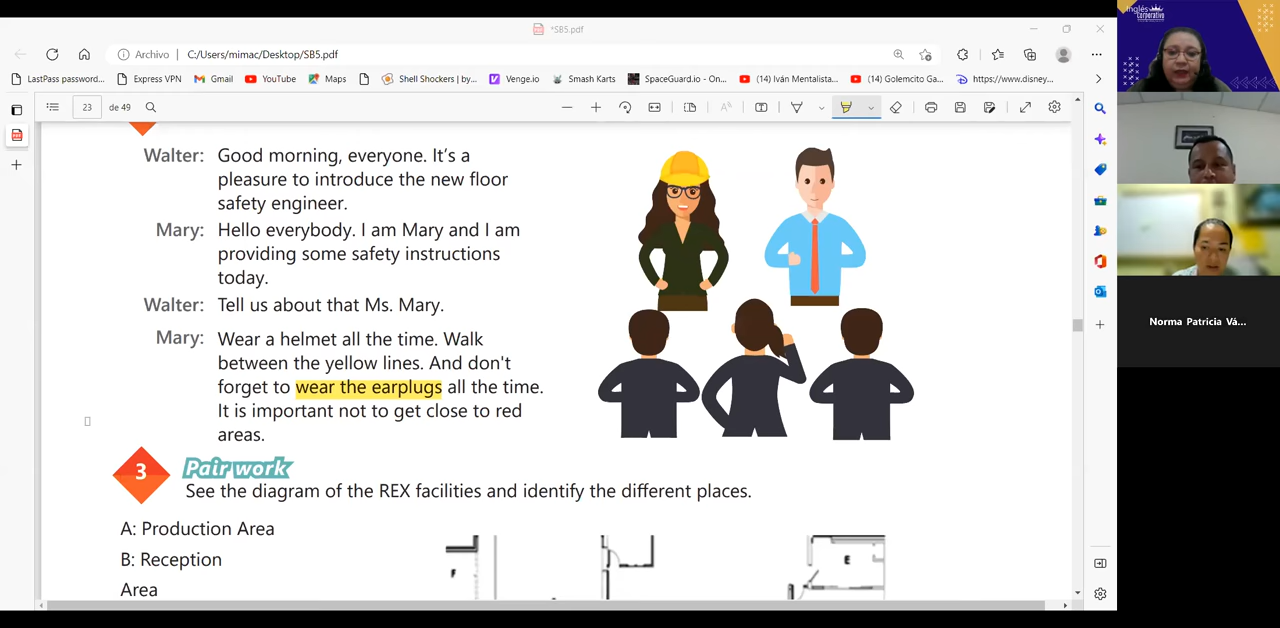 *SB5.pdf
Archivo | C:/Users/mimac/Desktop/SB5.pdf
LastPass password... Express VPN Gmail YouTube Maps Shell Shockers | by... Venge.io Smash Karts SpaceGuard.io - On... (14) Iván Mentalista... (14) Golemcito Ga... https://www.disney...
23 de 49
Walter: Good morning, everyone. It's a
pleasure to introduce the new floor
safety engineer.
Mary: Hello everybody. I am Mary and I am
providing some safety instructions
today.
Walter: Tell us about that Ms. Mary.
Mary: Wear a helmet all the time. Walk
between the yellow lines. And don't
forget to wear the earplugs all the time.
It is important not to get close to red
areas.
3 Pair work
See the diagram of the REX facilities and identify the different places.
A: Production Area
B: Reception
Area
F
E
Inglés
Corporativo
Norma Patricia Vá...